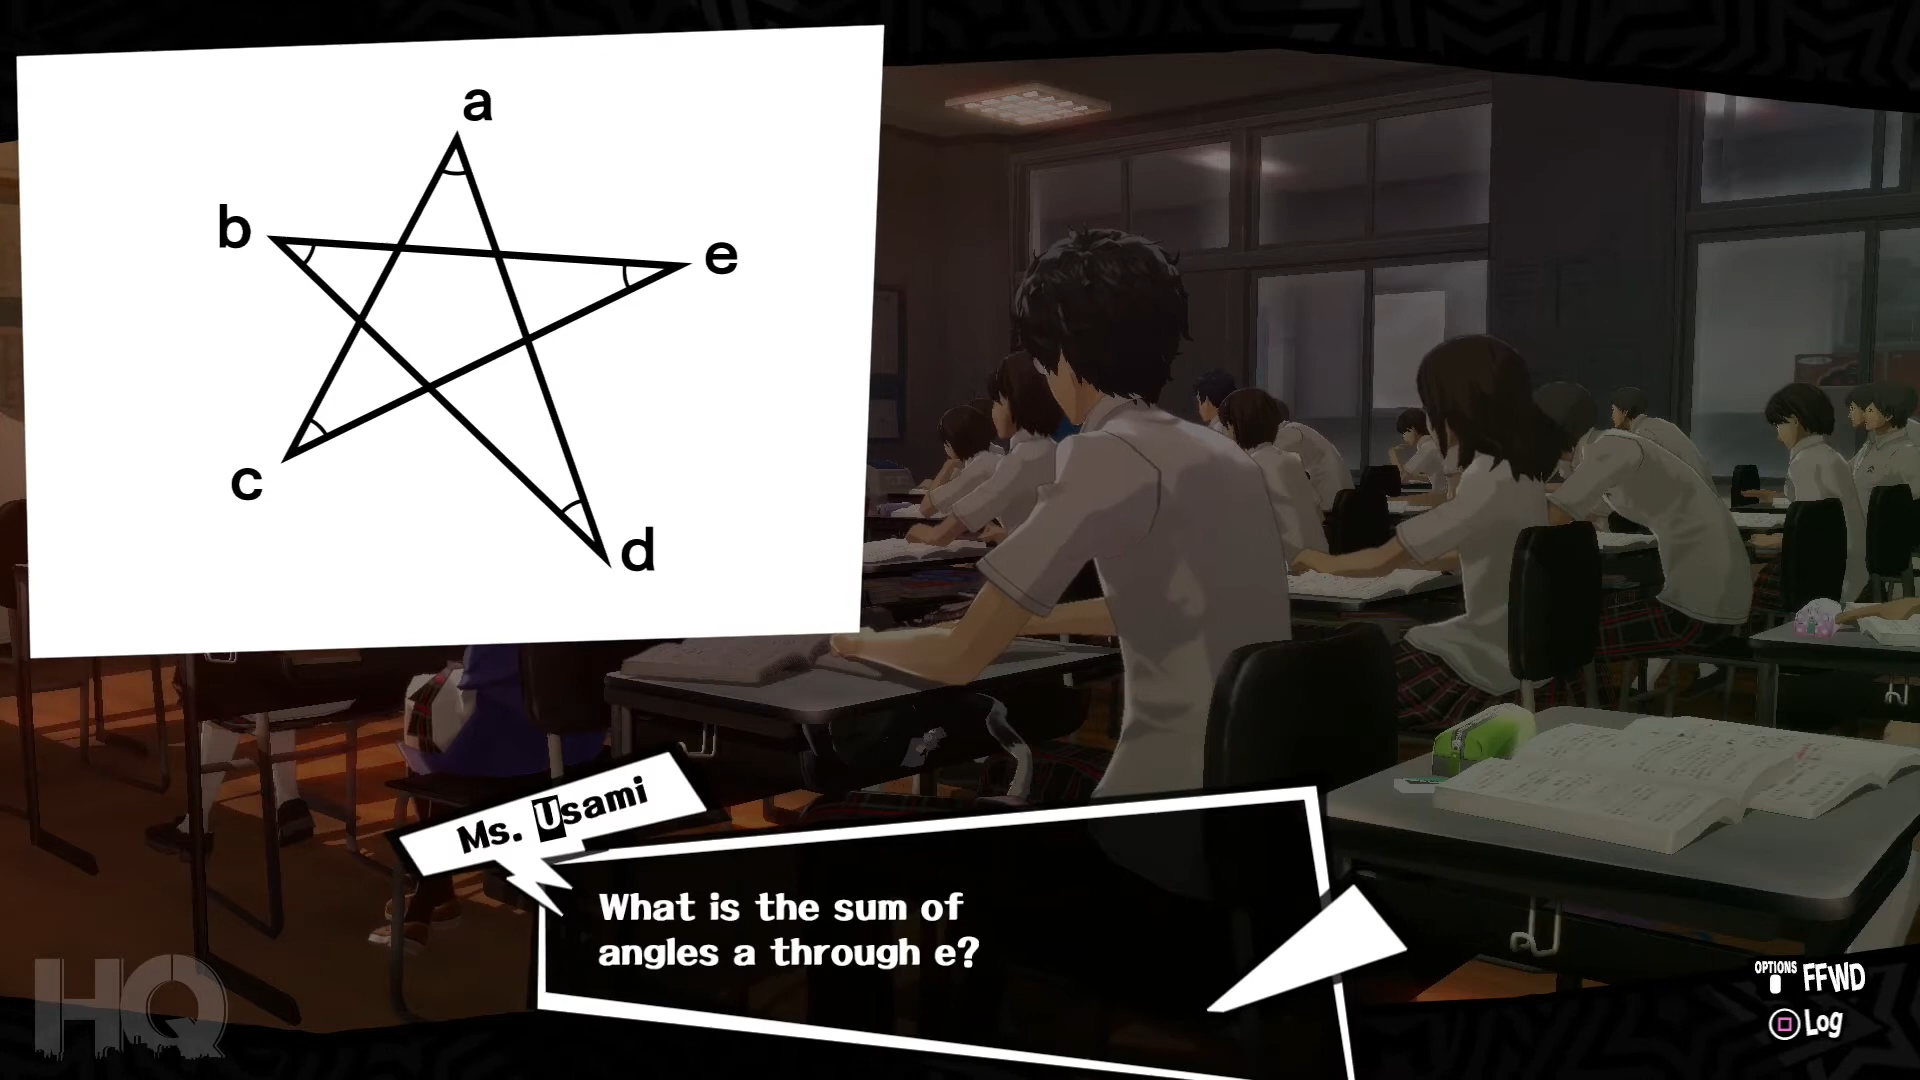 a
b
e
c
d
Ms. Usami
What is the sum of
angles a through e?
OPTIONS FFWD
Log
HQ